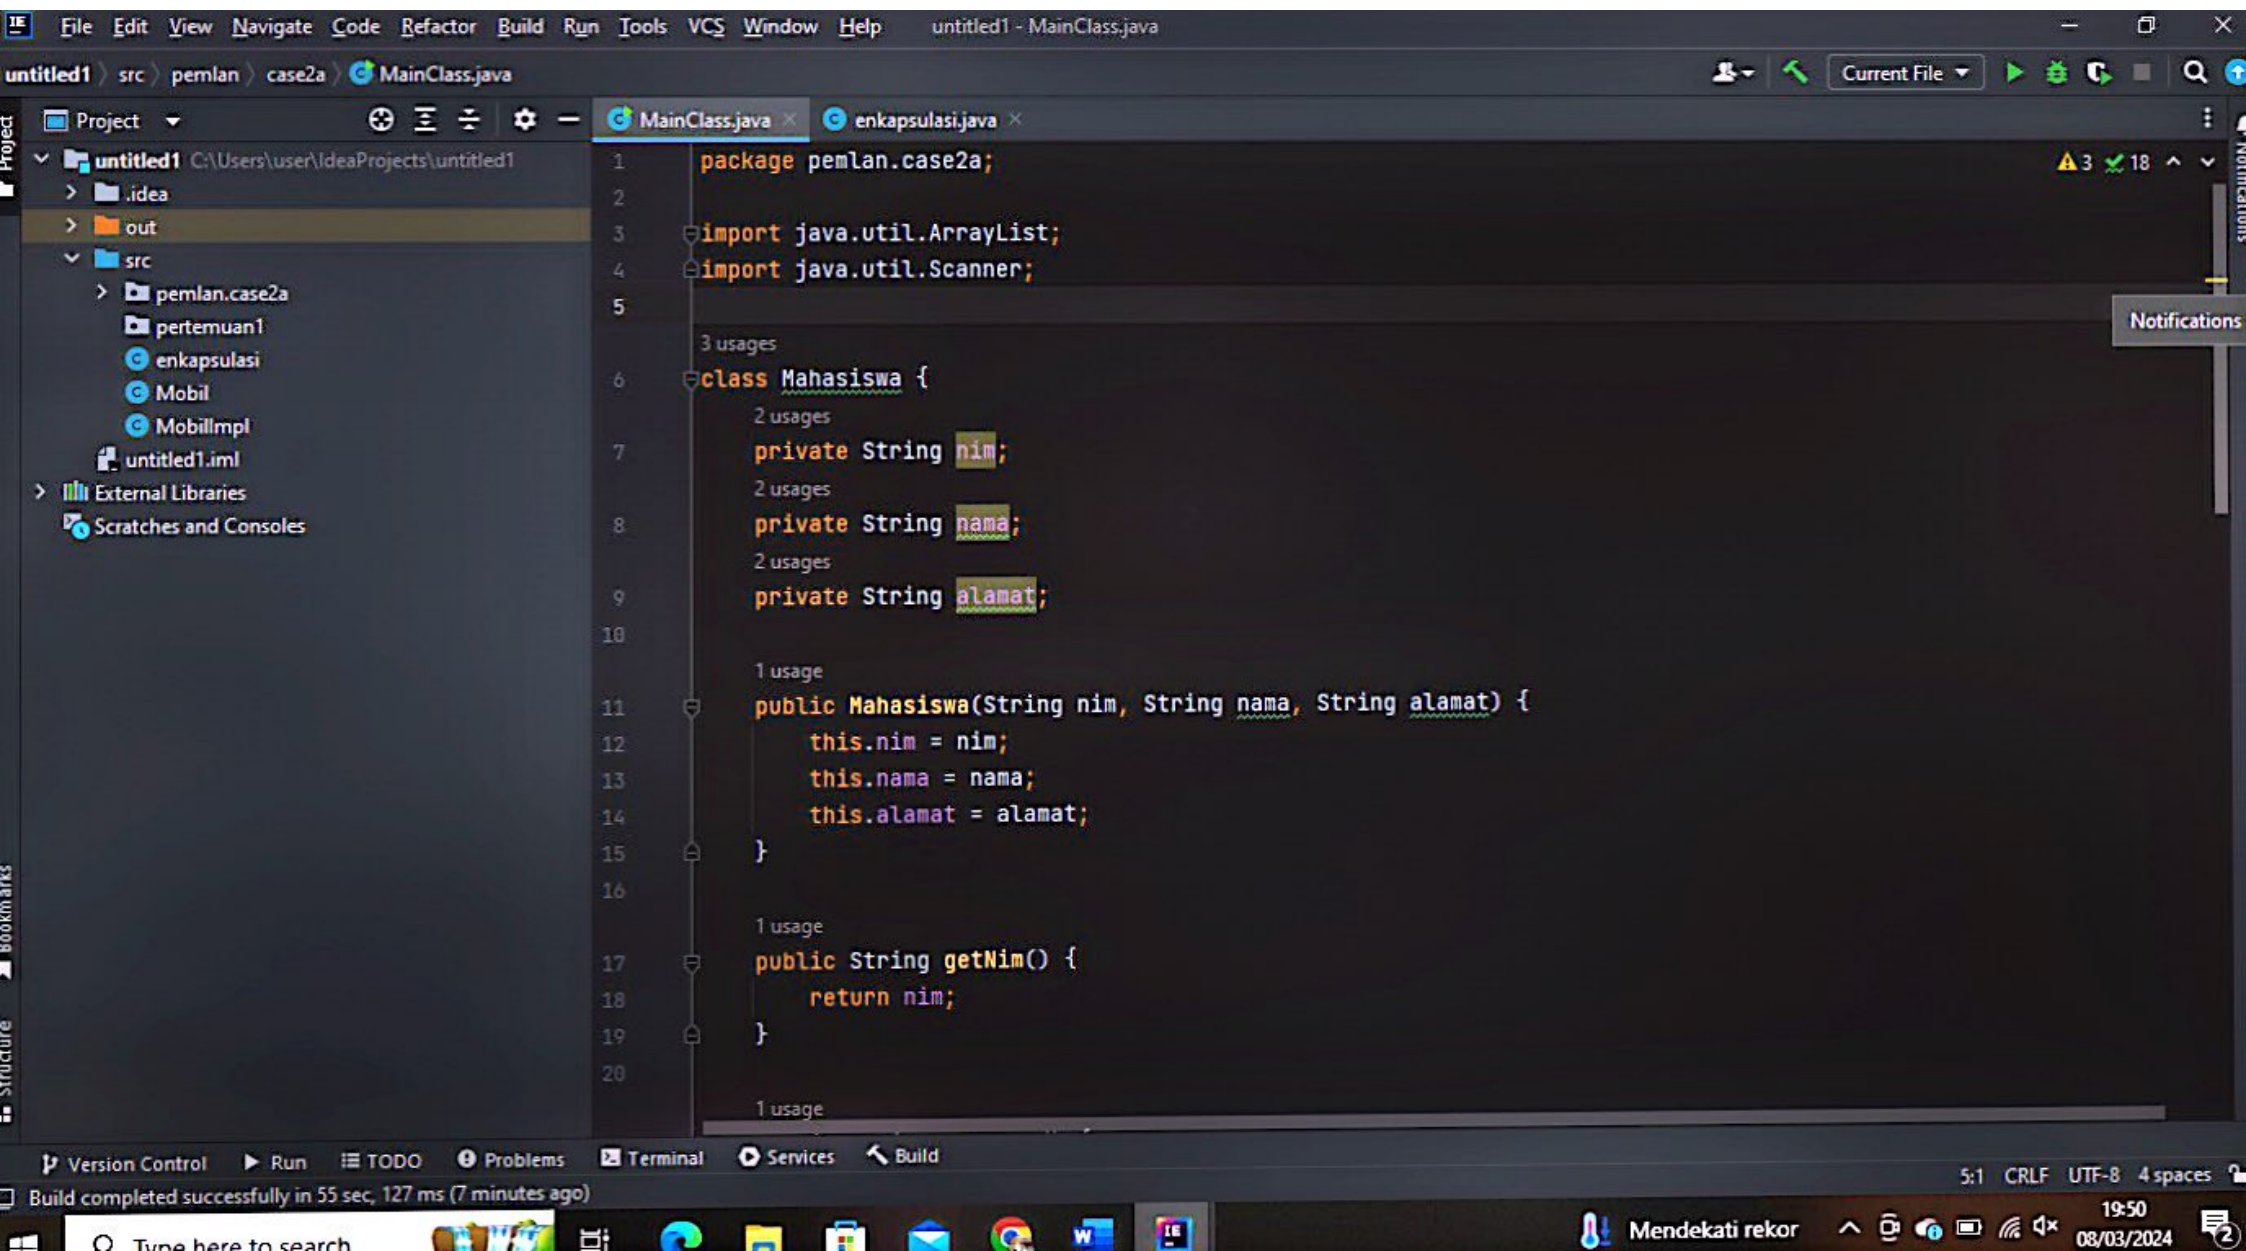 File Edit View Navigate Code Refactor Build Run Tools VCS Window Help untitled1 - MainClass.java
untitled1 src pemlan case2a MainClass.java
Current File
Project
Project
MainClass.java
enkapsulasi.java
Notifications
untitled1 C:\Users\user\IdeaProjects\untitled1
.idea
out
src
pemlan.case2a
pertemuan1
enkapsulasi
Mobil
MobilImpl
untitled1.iml
External Libraries
Scratches and Consoles
3 18
1 package pemlan.case2a;
2
3 import java.util.ArrayList;
4 import java.util.Scanner;
5
Notifications
3 usages
6 class Mahasiswa {
2 usages
7 private String nim;
2 usages
8 private String nama;
2 usages
9 private String alamat;
10
1 usage
11 public Mahasiswa(String nim, String nama, String alamat) {
12 this.nim = nim;
13 this.nama = nama;
14 this.alamat = alamat;
15 }
16
1 usage
17 public String getNim() {
18 return nim;
19 }
20
1 usage
Bookmarks
Structure
Version Control Run TODO Problems Terminal Services Build
5:1 CRLF UTF-8 4 spaces
Build completed successfully in 55 sec, 127 ms (7 minutes ago)
Type here to search
Mendekati rekor
19:50
08/03/2024
2